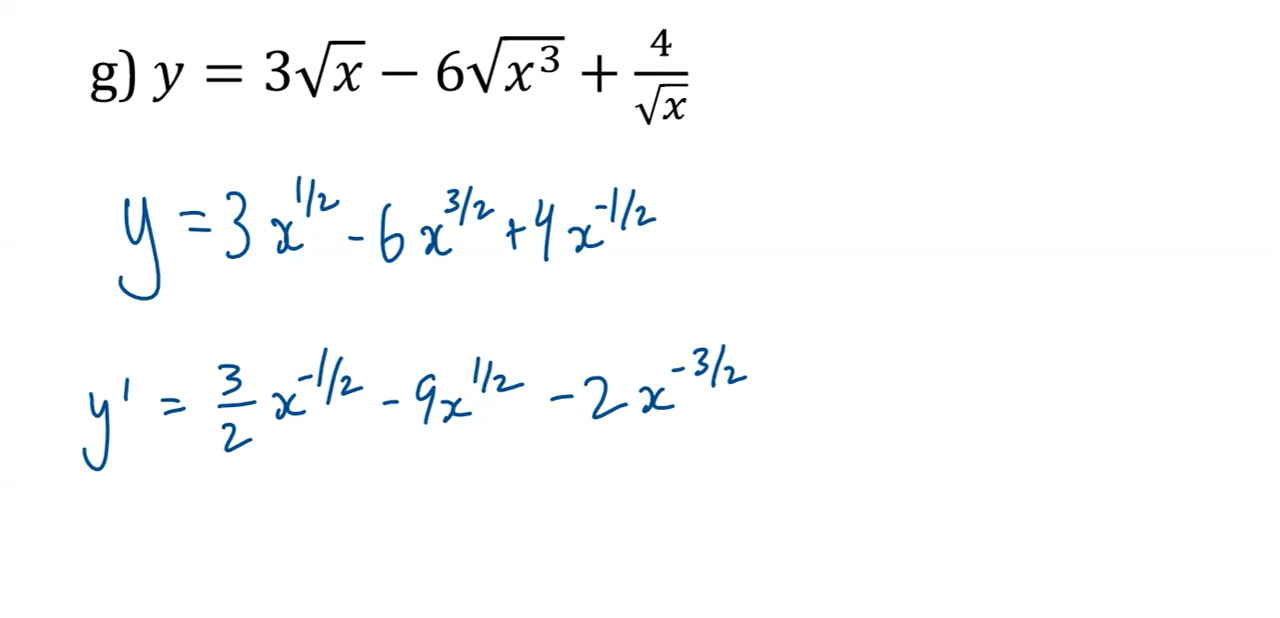 g) y = 3√x − 6√x³ + 4/√x
y = 3x^1/2 - 6x^3/2 + 4x^-1/2
y' = 3/2 x^-1/2 - 9x^1/2 - 2x^-3/2